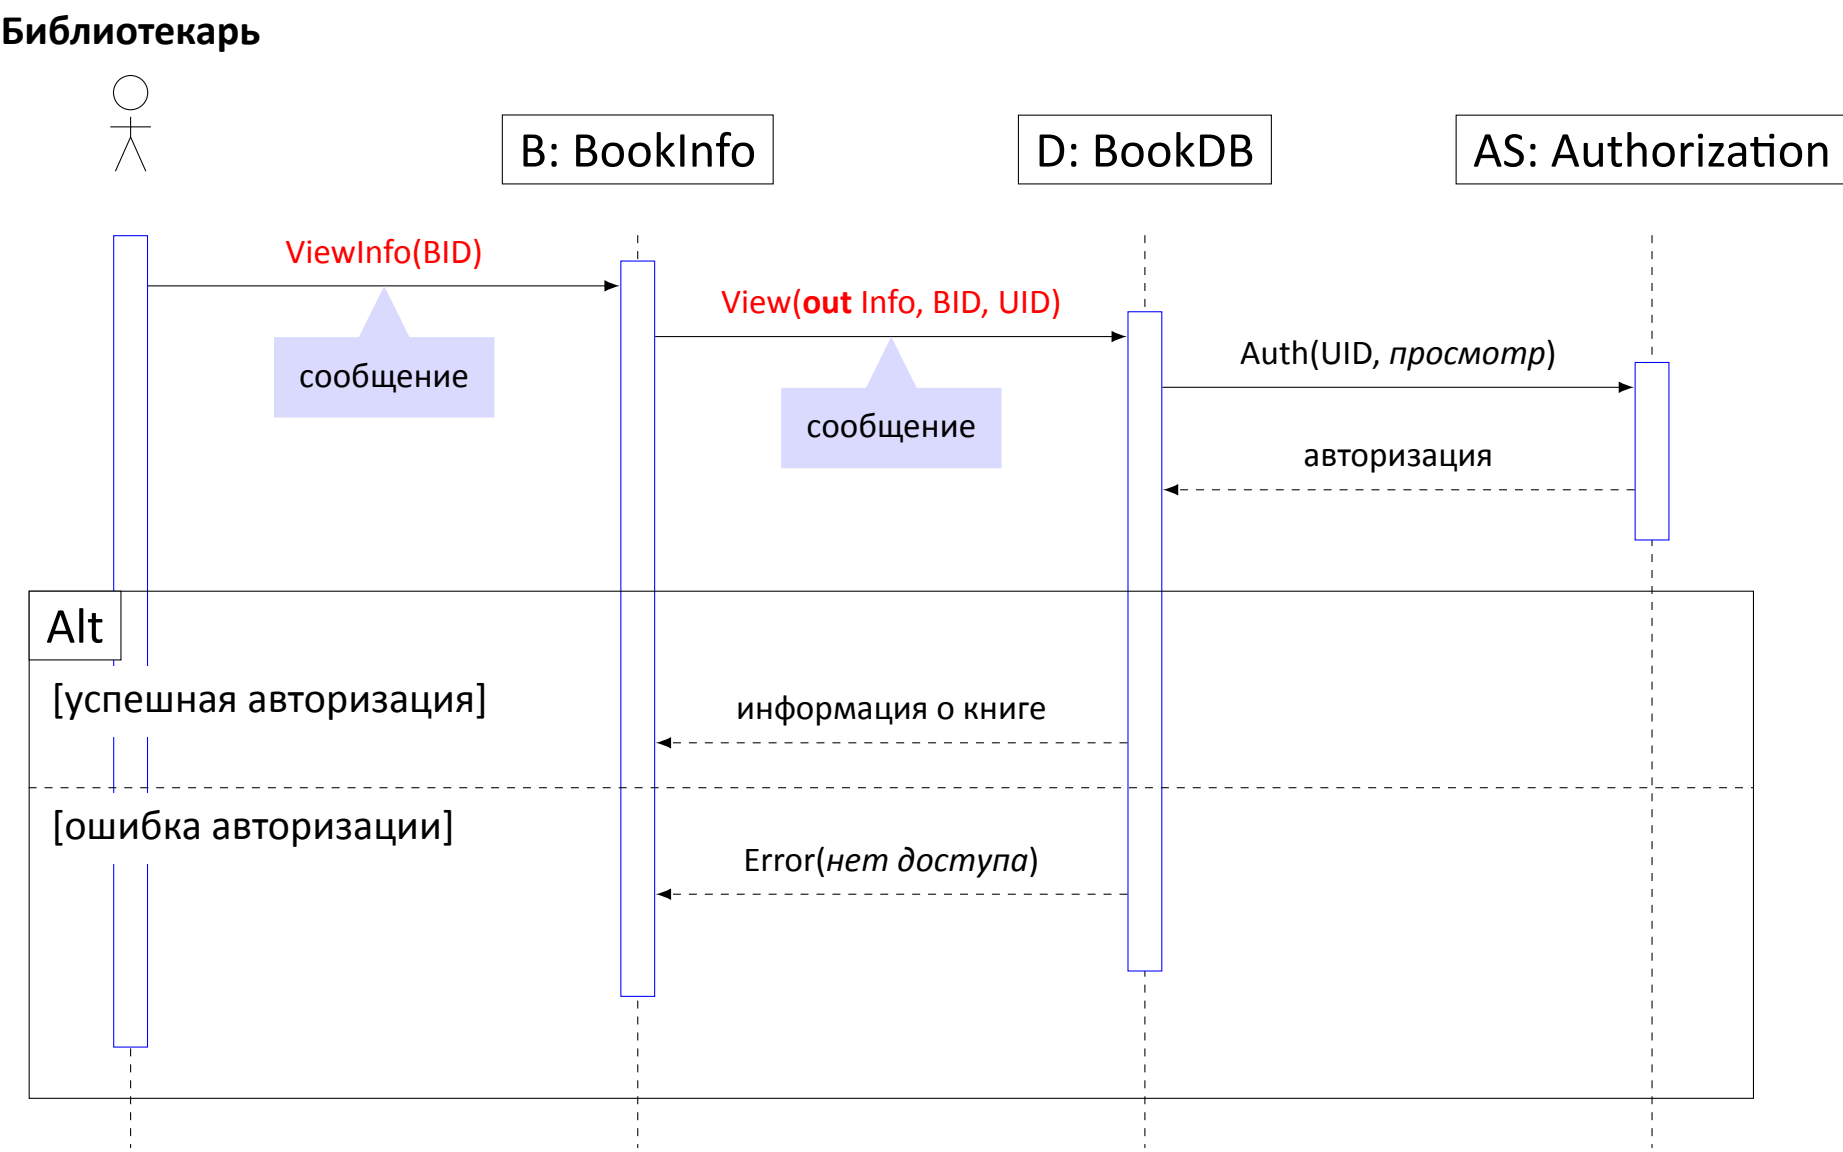 Библиотекарь
B: BookInfo
D: BookDB
AS: Authorization
ViewInfo(BID)
View(out Info, BID, UID)
Auth(UID, просмотр)
сообщение
сообщение
авторизация
Alt
[успешная авторизация]
информация о книге
[ошибка авторизации]
Error(нет доступа)